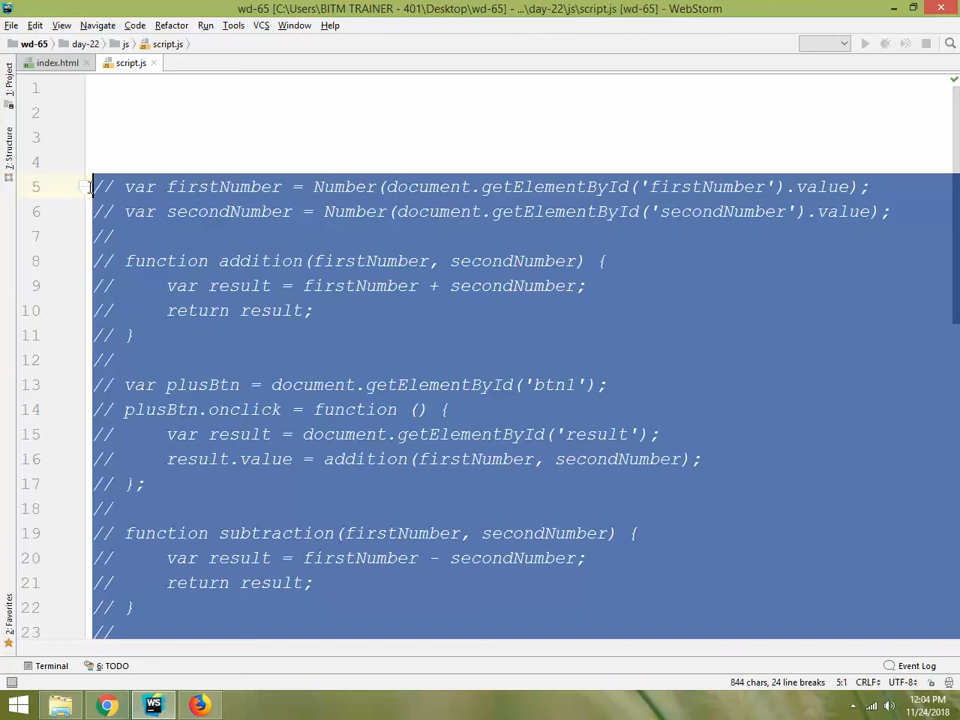 wd-65 [C:\Users\BITM TRAINER - 401\Desktop\wd-65] - ...\day-22\js\script.js [wd-65] - WebStorm
File Edit View Navigate Code Refactor Run Tools VCS Window Help
wd-65 day-22 js script.js
index.html script.js
1: Project
7: Structure
2: Favorites
1
2
3
4
5 // var firstNumber = Number(document.getElementById('firstNumber').value);
6 // var secondNumber = Number(document.getElementById('secondNumber').value);
7 //
8 // function addition(firstNumber, secondNumber) {
9 //     var result = firstNumber + secondNumber;
10 //     return result;
11 // }
12 //
13 // var plusBtn = document.getElementById('btn1');
14 // plusBtn.onclick = function () {
15 //     var result = document.getElementById('result');
16 //     result.value = addition(firstNumber, secondNumber);
17 // };
18 //
19 // function subtraction(firstNumber, secondNumber) {
20 //     var result = firstNumber - secondNumber;
21 //     return result;
22 // }
23 //
Terminal 6: TODO Event Log
844 chars, 24 line breaks 5:1 CRLF÷ UTF-8÷
WS
12:04 PM
11/24/2018